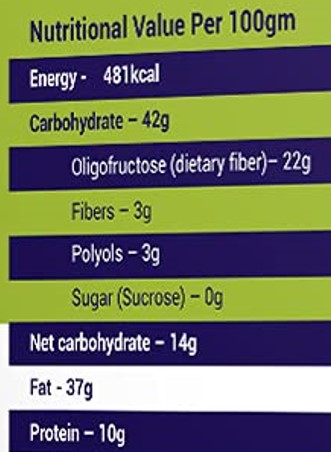 Nutritional Value Per 100gm
Energy - 481kcal
Carbohydrate – 42g
Oligofructose (dietary fiber)– 22g
Fibers – 3g
Polyols – 3g
Sugar (Sucrose) – 0g
Net carbohydrate – 14g
Fat - 37g
Protein – 10g